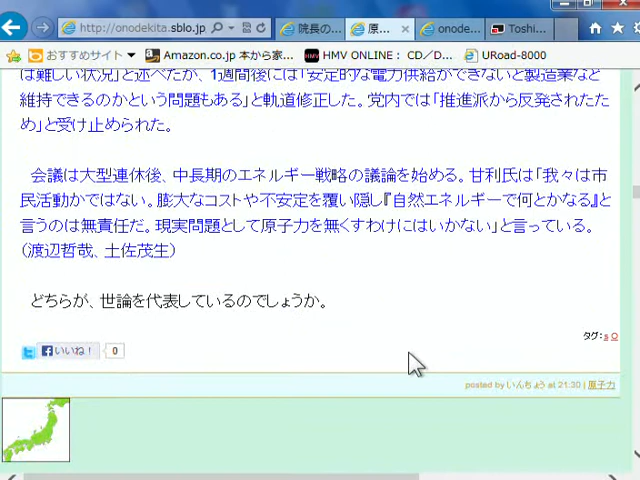 http://onodekita.sblo.jp
院長の...
原...
onode...
Toshi...
おすすめサイト
Amazon.co.jp 本から家...
HMV ONLINE： CD／D...
URoad-8000
は難しい状況」と述べたが、1週間後には「安定的な電力供給ができないと製造業など
維持できるのかという問題もある」と軌道修正した。党内では「推進派から反発されたた
め」と受け止められた。
会議は大型連休後、中長期のエネルギー戦略の議論を始める。甘利氏は「我々は市
民活動かではない。膨大なコストや不安定を覆い隠し『自然エネルギーで何とかなる』と
言うのは無責任だ。現実問題として原子力を無くすわけにはいかない」と言っている。
（渡辺哲哉、土佐茂生）
どちらが、世論を代表しているのでしょうか。
タグ：s O
いいね！ 0
posted by いんちょう at 21:30 | 原子力